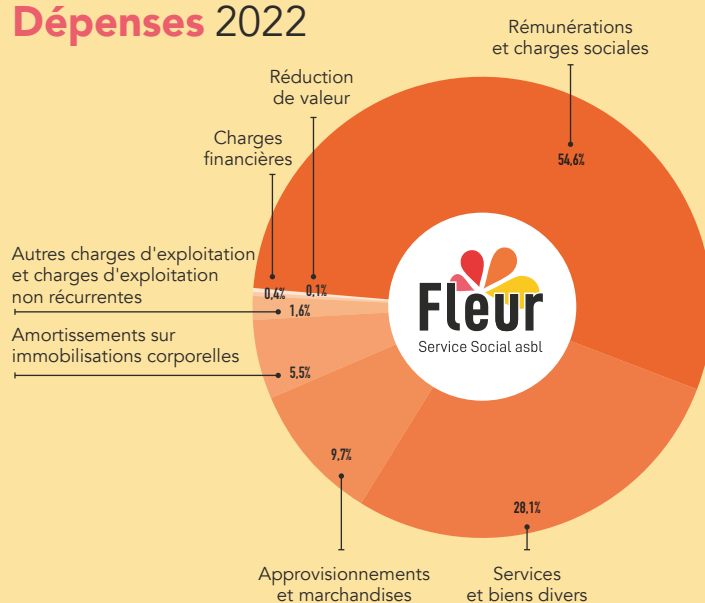 Dépenses 2022
Rémunérations
et charges sociales
54,6%
Réduction
de valeur
0,1%
Charges
financières
0,4%
Autres charges d'exploitation
et charges d'exploitation
non récurrentes
1,6%
Amortissements sur
immobilisations corporelles
5,5%
Fleur
Service Social asbl
9,7%
Approvisionnements
et marchandises
28,1%
Services
et biens divers